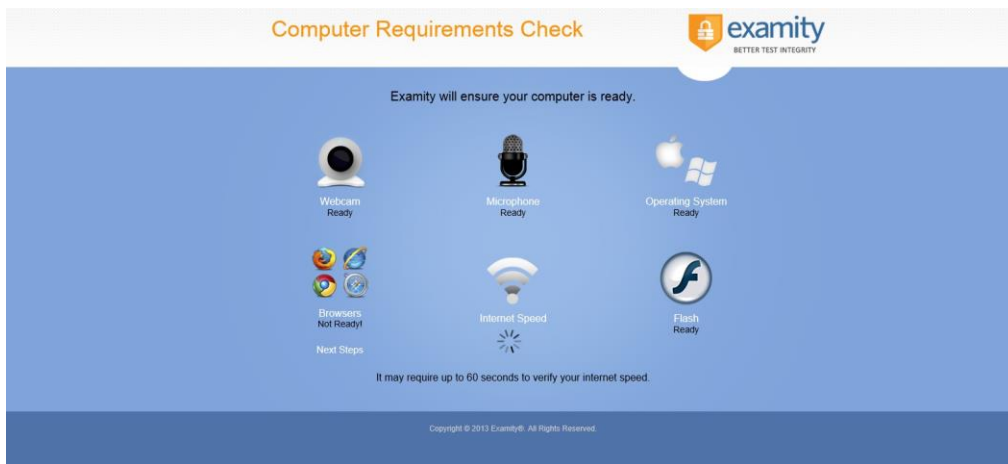 Computer Requirements Check
examity
BETTER TEST INTEGRITY
Examity will ensure your computer is ready.
Webcam
Ready
Microphone
Ready
Operating System
Ready
Browsers
Not Ready!
Next Steps
Internet Speed
Flash
Ready
It may require up to 60 seconds to verify your internet speed.
Copyright © 2013 Examity®. All Rights Reserved.